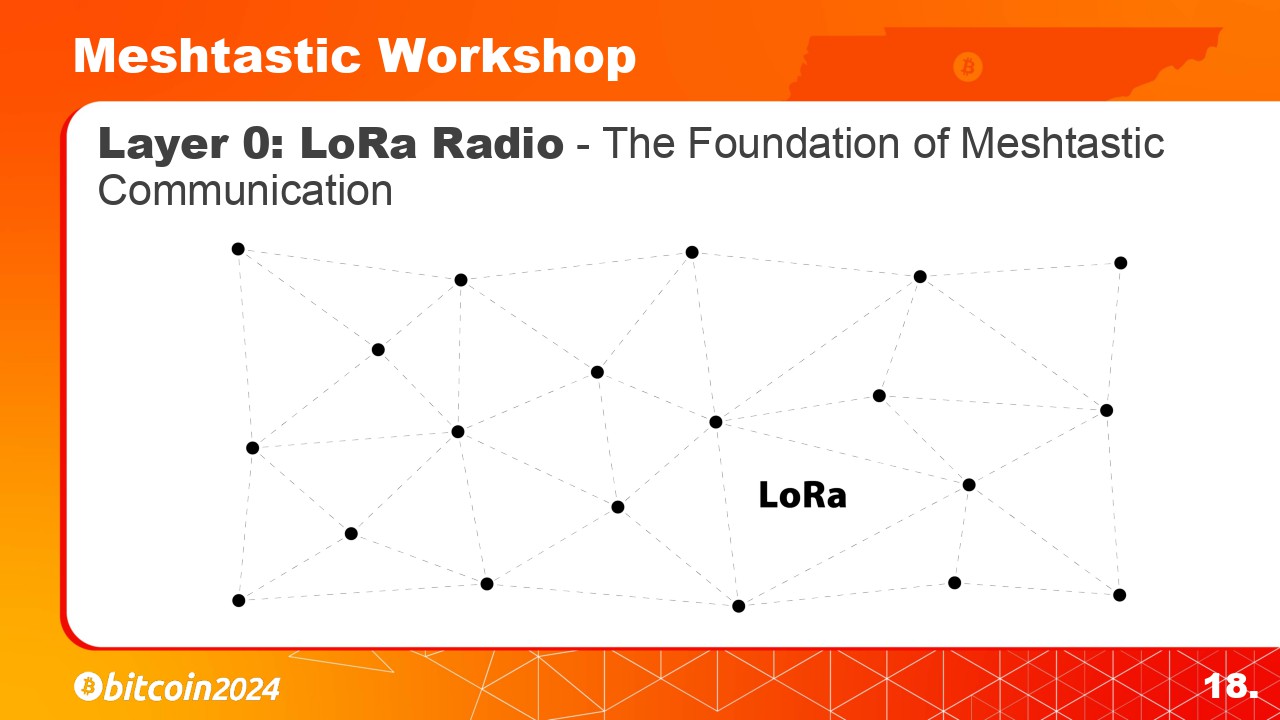 Meshtastic Workshop
Layer 0: LoRa Radio - The Foundation of Meshtastic
Communication
LoRa
bitcoin2024
18.